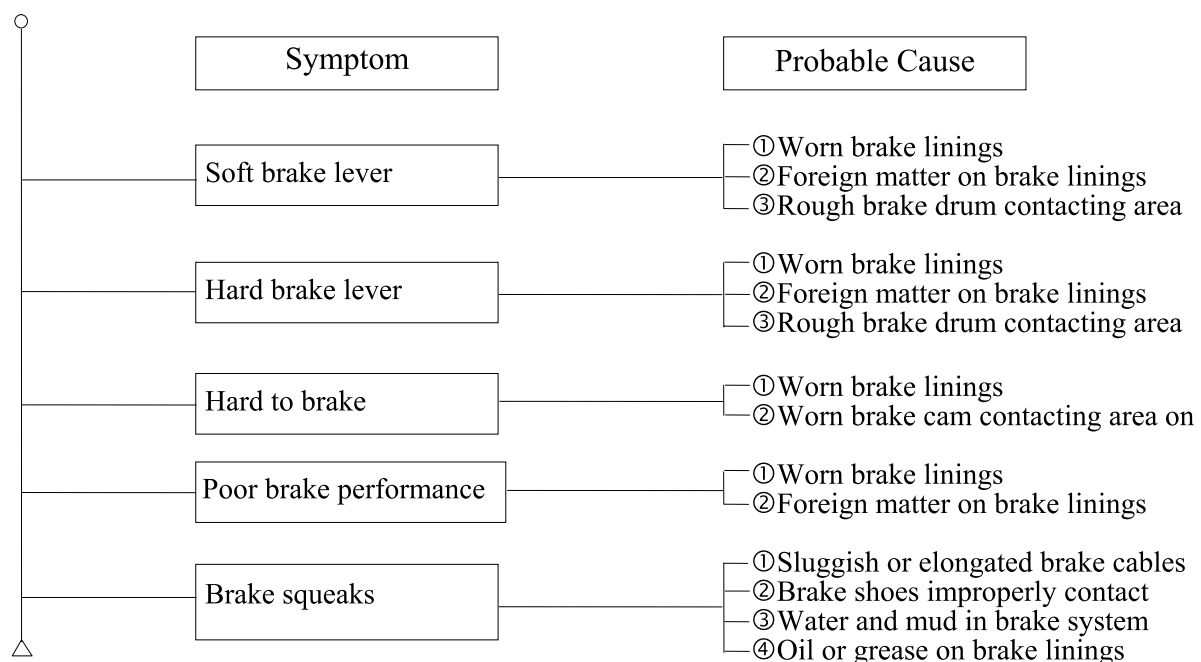 Symptom
Probable Cause
Soft brake lever
①Worn brake linings
②Foreign matter on brake linings
③Rough brake drum contacting area
Hard brake lever
①Worn brake linings
②Foreign matter on brake linings
③Rough brake drum contacting area
Hard to brake
①Worn brake linings
②Worn brake cam contacting area on
Poor brake performance
①Worn brake linings
②Foreign matter on brake linings
Brake squeaks
①Sluggish or elongated brake cables
②Brake shoes improperly contact
③Water and mud in brake system
④Oil or grease on brake linings